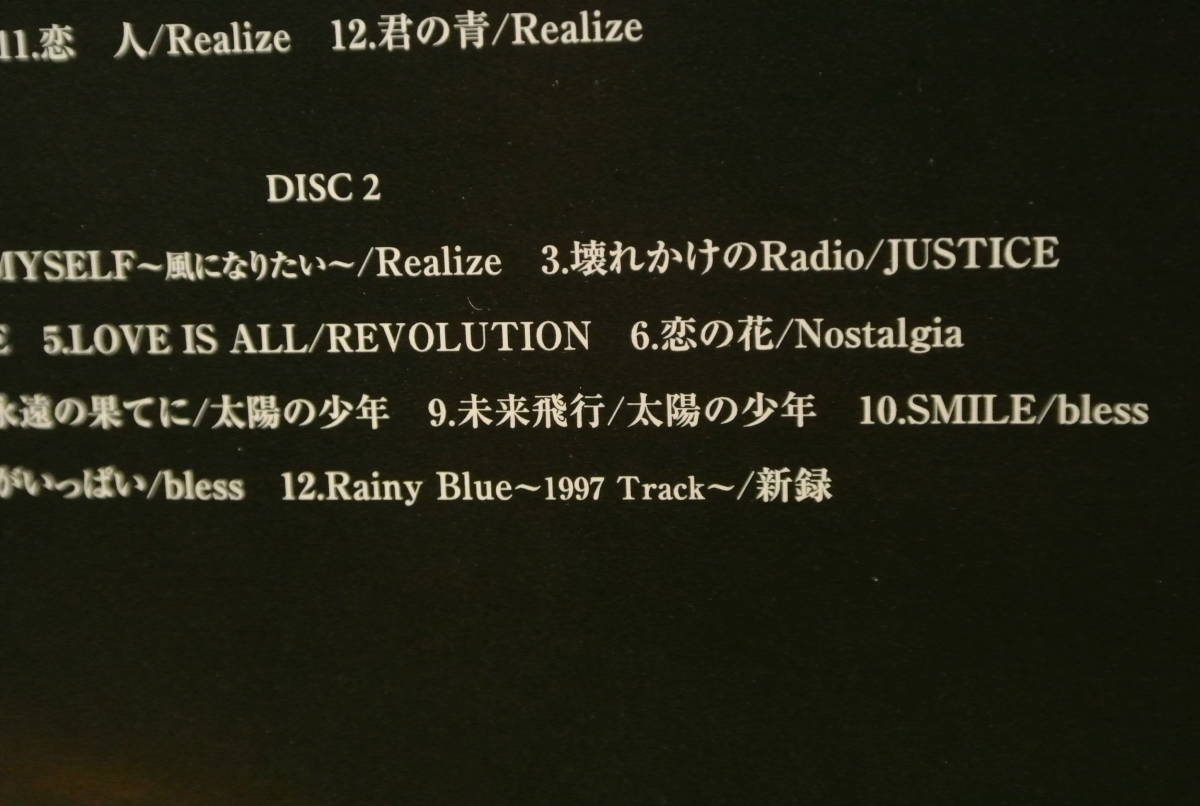 11.恋　人/Realize　12.君の青/Realize
DISC 2
MYSELF～風になりたい～/Realize　3.壊れかけのRadio/JUSTICE
E　5.LOVE IS ALL/REVOLUTION　6.恋の花/Nostalgia
永遠の果てに/太陽の少年　9.未来飛行/太陽の少年　10.SMILE/bless
がいっぱい/bless　12.Rainy Blue～1997 Track～/新録